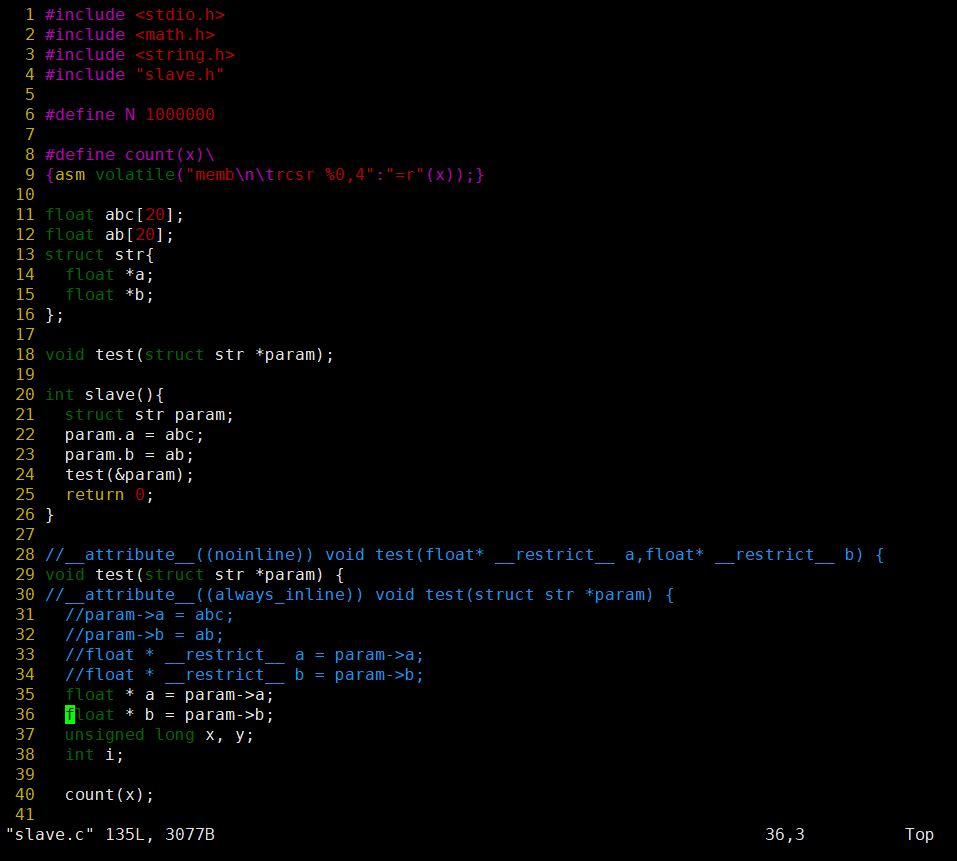 1 #include <stdio.h>
2 #include <math.h>
3 #include <string.h>
4 #include "slave.h"
5
6 #define N 1000000
7
8 #define count(x)\
9 {asm volatile("memb\n\trcsr %0,4":"=r"(x));}
10
11 float abc[20];
12 float ab[20];
13 struct str{
14   float *a;
15   float *b;
16 };
17
18 void test(struct str *param);
19
20 int slave(){
21   struct str param;
22   param.a = abc;
23   param.b = ab;
24   test(&param);
25   return 0;
26 }
27
28 //__attribute__((noinline)) void test(float* __restrict__ a,float* __restrict__ b) {
29 void test(struct str *param) {
30 //__attribute__((always_inline)) void test(struct str *param) {
31   //param->a = abc;
32   //param->b = ab;
33   //float * __restrict__ a = param->a;
34   //float * __restrict__ b = param->b;
35   float * a = param->a;
36   float * b = param->b;
37   unsigned long x, y;
38   int i;
39
40   count(x);
41
"slave.c" 135L, 3077B 36,3 Top